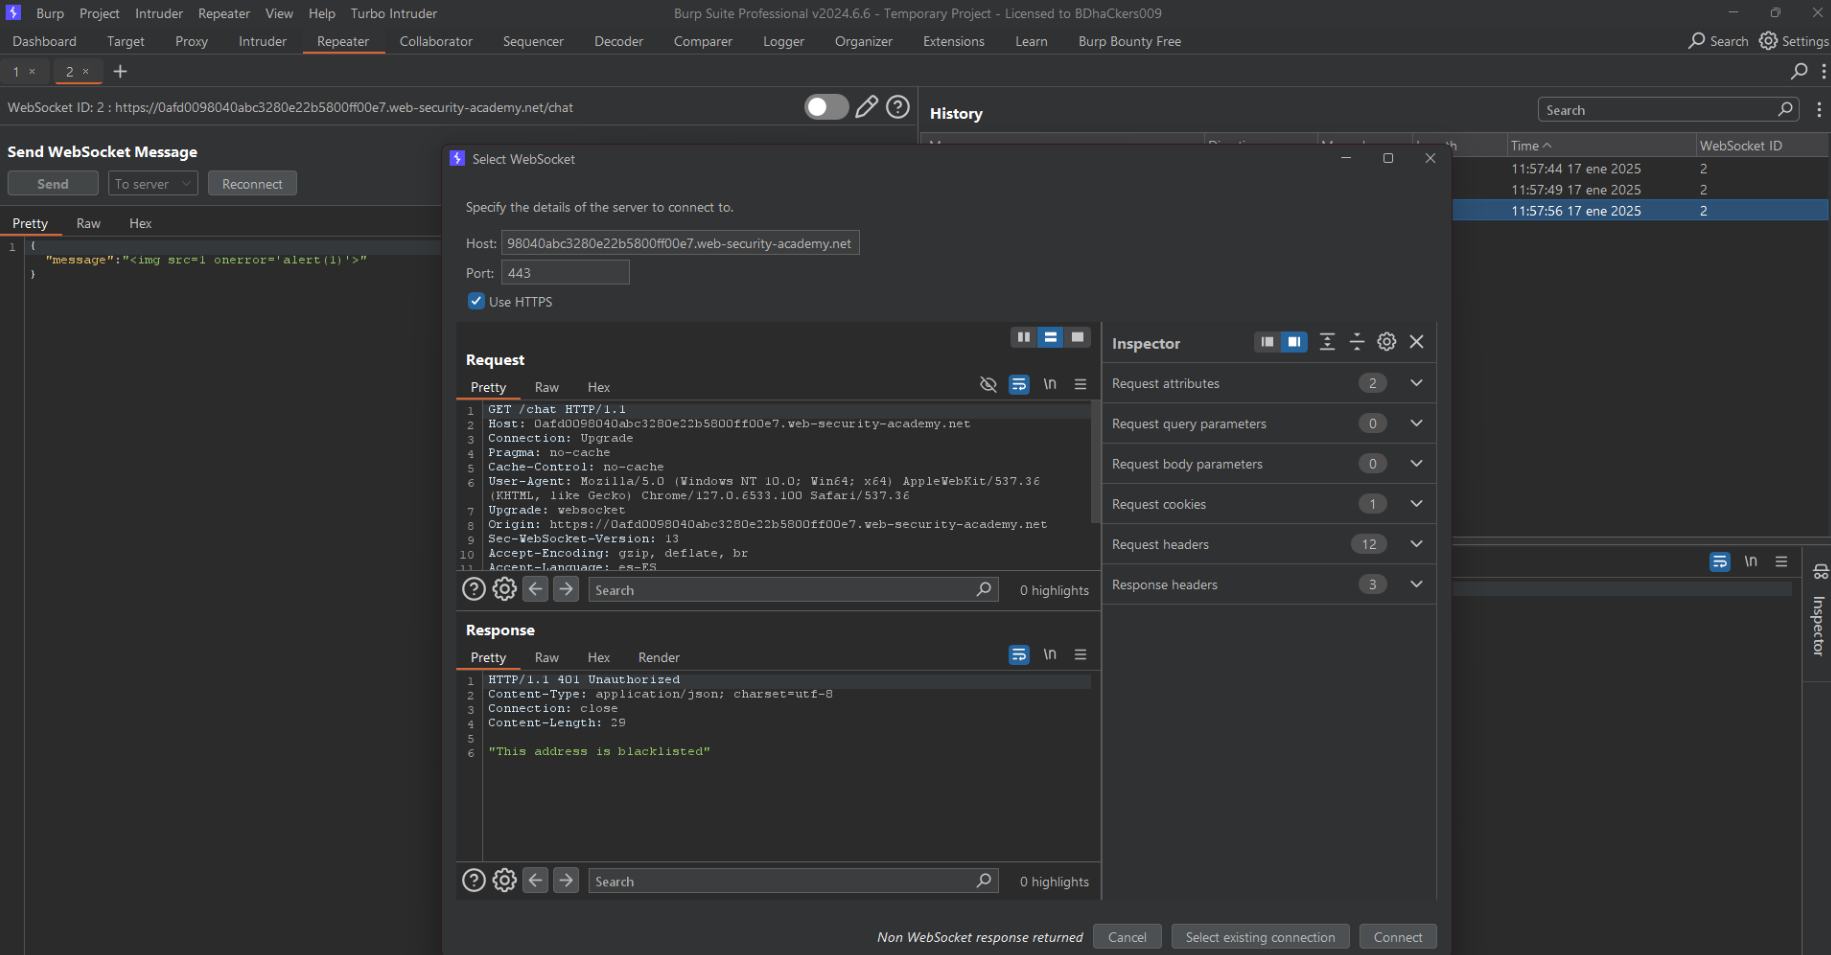 Burp Project Intruder Repeater View Help Turbo Intruder
Burp Suite Professional v2024.6.6 - Temporary Project - Licensed to BDhaCkers009
Dashboard Target Proxy Intruder Repeater Collaborator Sequencer Decoder Comparer Logger Organizer Extensions Learn Burp Bounty Free
Search Settings
1 × 2 × +
WebSocket ID: 2 : https://0afd0098040abc3280e22b5800ff00e7.web-security-academy.net/chat
History
Search
Send WebSocket Message
Send To server Reconnect
Pretty Raw Hex
1 {
"message":"<img src=1 onerror='alert(1)'>"
}
Time WebSocket ID
11:57:44 17 ene 2025 2
11:57:49 17 ene 2025 2
11:57:56 17 ene 2025 2
Select WebSocket
Specify the details of the server to connect to.
Host: 98040abc3280e22b5800ff00e7.web-security-academy.net
Port: 443
Use HTTPS
Request
Pretty Raw Hex
\n
1 GET /chat HTTP/1.1
2 Host: 0afd0098040abc3280e22b5800ff00e7.web-security-academy.net
3 Connection: Upgrade
4 Pragma: no-cache
5 Cache-Control: no-cache
6 User-Agent: Mozilla/5.0 (Windows NT 10.0; Win64; x64) AppleWebKit/537.36
(KHTML, like Gecko) Chrome/127.0.6533.100 Safari/537.36
7 Upgrade: websocket
8 Origin: https://0afd0098040abc3280e22b5800ff00e7.web-security-academy.net
9 Sec-WebSocket-Version: 13
10 Accept-Encoding: gzip, deflate, br
11 Accept-Language: es-ES
Search 0 highlights
Response
Pretty Raw Hex Render
\n
1 HTTP/1.1 401 Unauthorized
2 Content-Type: application/json; charset=utf-8
3 Connection: close
4 Content-Length: 29
5
6 "This address is blacklisted"
Search 0 highlights
Inspector
Request attributes 2
Request query parameters 0
Request body parameters 0
Request cookies 1
Request headers 12
Response headers 3
Non WebSocket response returned Cancel Select existing connection Connect
\n
Inspector